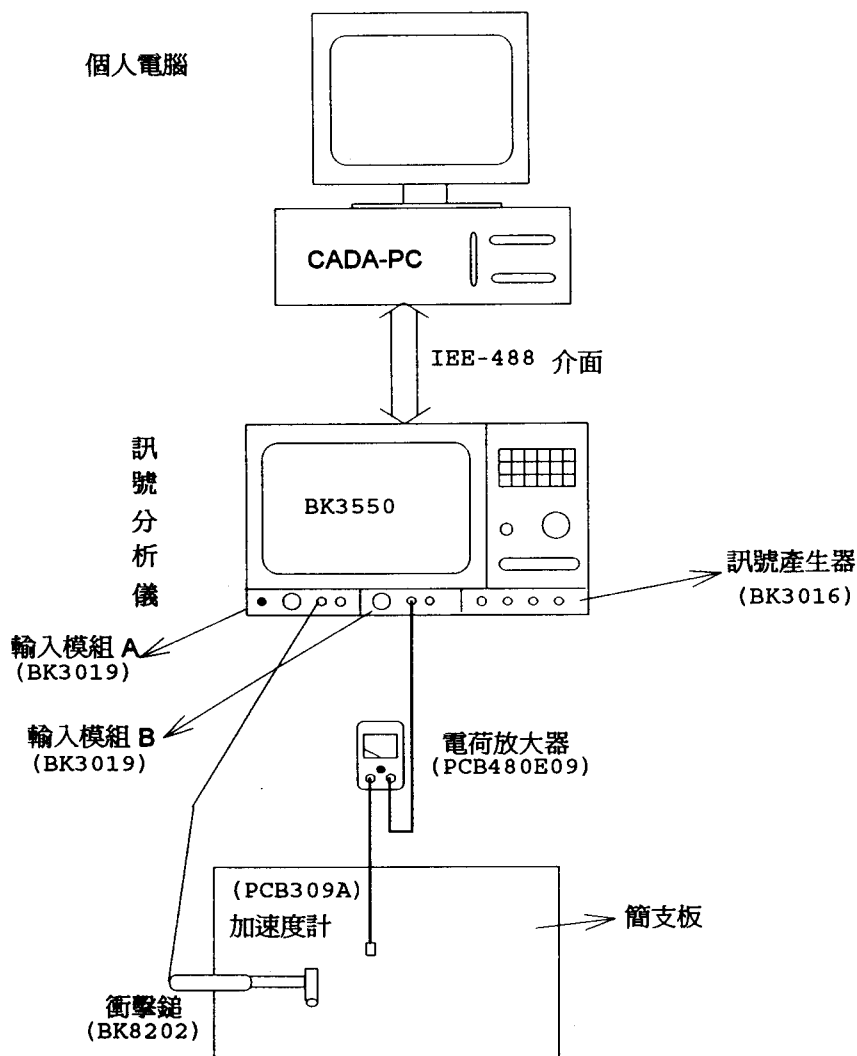 個人電腦
CADA-PC
IEE-488 介面
訊號分析儀
BK3550
訊號產生器
(BK3016)
輸入模組 A
(BK3019)
輸入模組 B
(BK3019)
電荷放大器
(PCB480E09)
(PCB309A)
加速度計
簡支板
衝擊鎚
(BK8202)